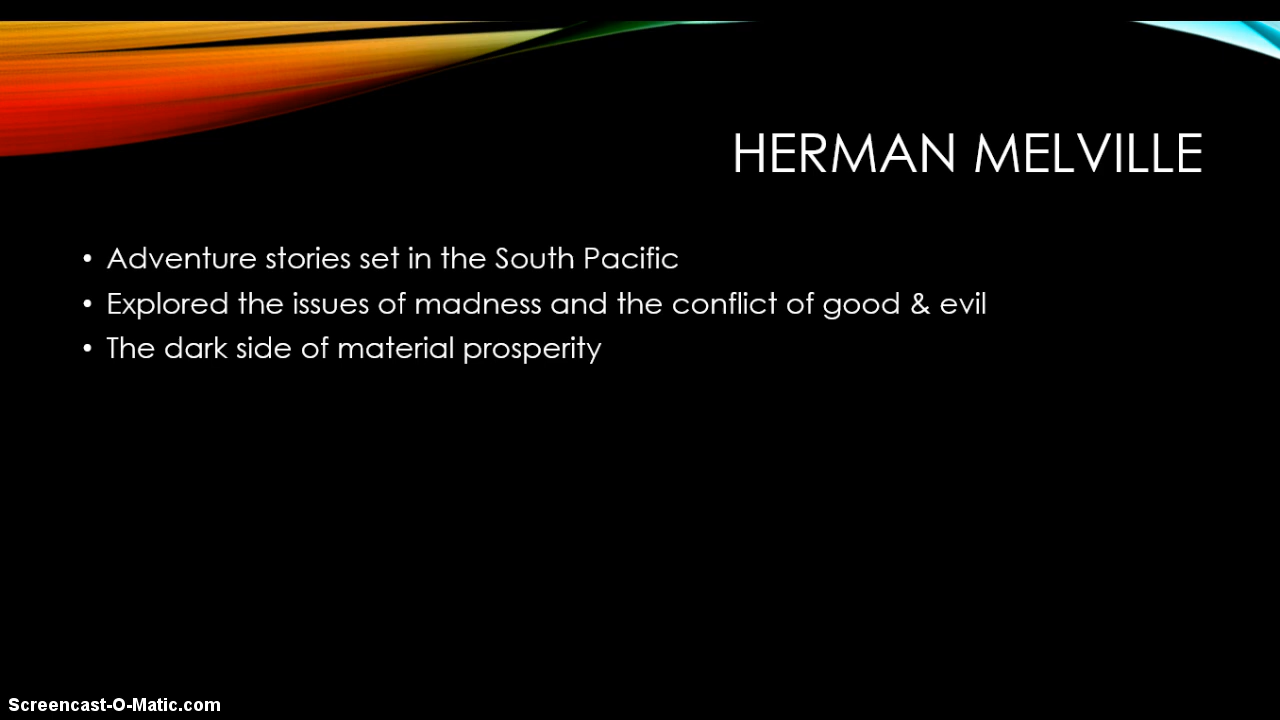 HERMAN MELVILLE
• Adventure stories set in the South Pacific
• Explored the issues of madness and the conflict of good & evil
• The dark side of material prosperity
Screencast-O-Matic.com